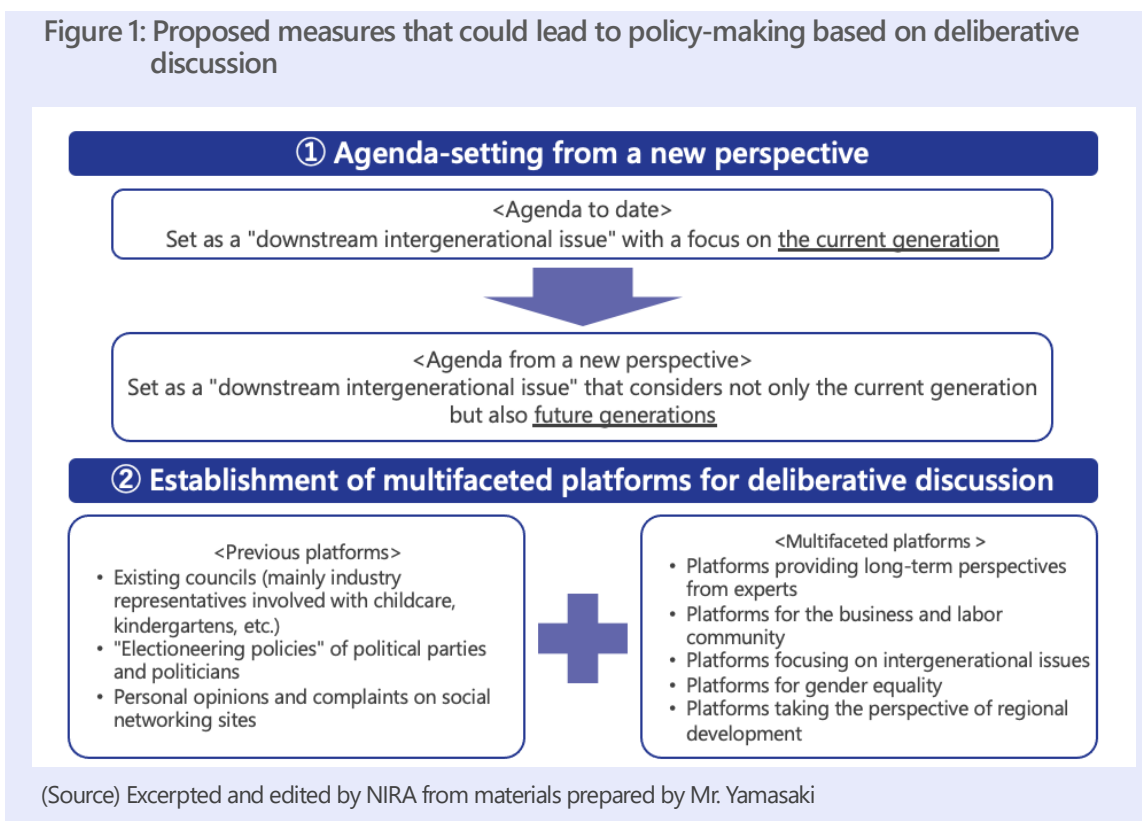 Figure 1: Proposed measures that could lead to policy-making based on deliberative
discussion
① Agenda-setting from a new perspective
<Agenda to date>
Set as a "downstream intergenerational issue" with a focus on the current generation
<Agenda from a new perspective>
Set as a "downstream intergenerational issue" that considers not only the current generation
but also future generations
② Establishment of multifaceted platforms for deliberative discussion
<Previous platforms>
• Existing councils (mainly industry
representatives involved with childcare,
kindergartens, etc.)
• "Electioneering policies" of political parties
and politicians
• Personal opinions and complaints on social
networking sites
<Multifaceted platforms >
• Platforms providing long-term perspectives
from experts
• Platforms for the business and labor
community
• Platforms focusing on intergenerational issues
• Platforms for gender equality
• Platforms taking the perspective of regional
development
(Source) Excerpted and edited by NIRA from materials prepared by Mr. Yamasaki